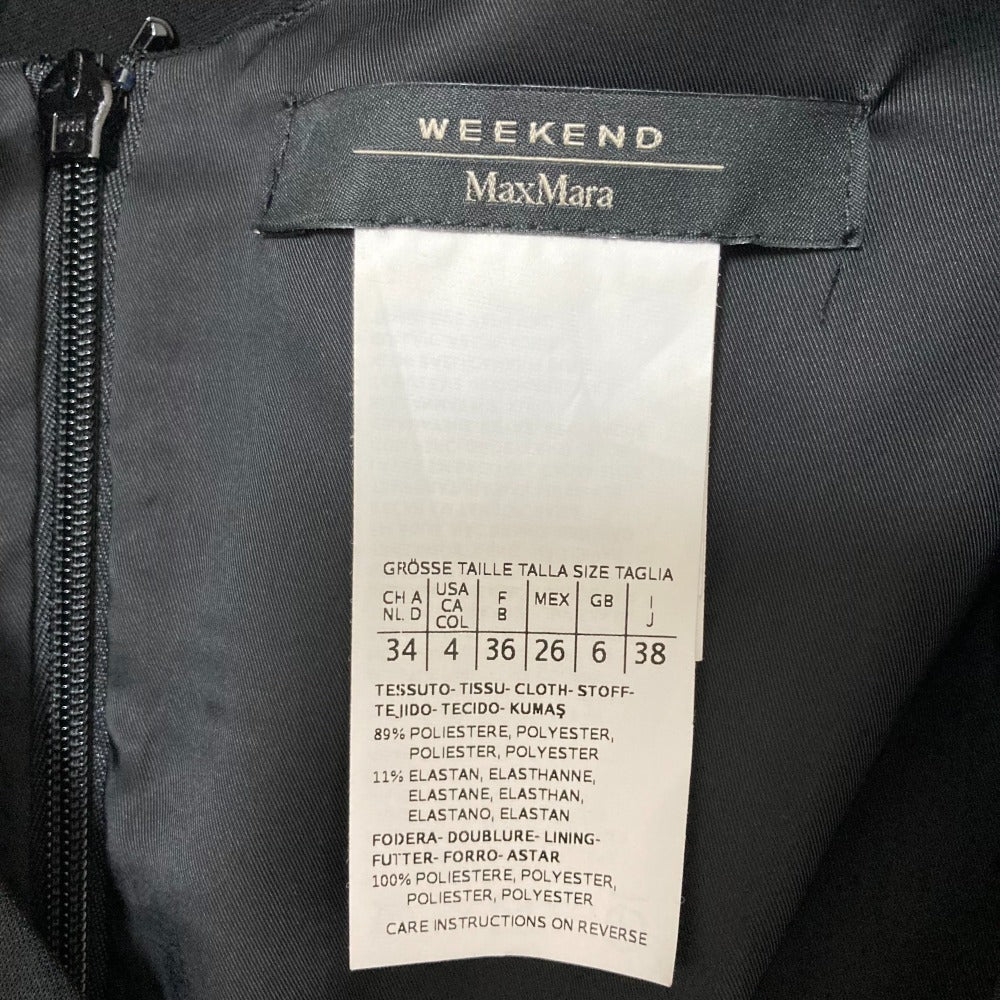 WEEKEND
MaxMara
GRÖSSE TAILLE TALLA SIZE TAGLIA
CH A NL. D USA CA COL F B MEX GB I J
34 4 36 26 6 38
TESSUTO- TISSU- CLOTH- STOFF-
TEJIDO- TECIDO- KUMAŞ
89% POLIESTERE, POLYESTER,
POLIESTER, POLYESTER
11% ELASTAN, ELASTHANNE,
ELASTANE, ELASTHAN,
ELASTANO, ELASTAN
FODERA- DOUBLURE- LINING-
FUTTER- FORRO- ASTAR
100% POLIESTERE, POLYESTER,
POLIESTER, POLYESTER
CARE INSTRUCTIONS ON REVERSE